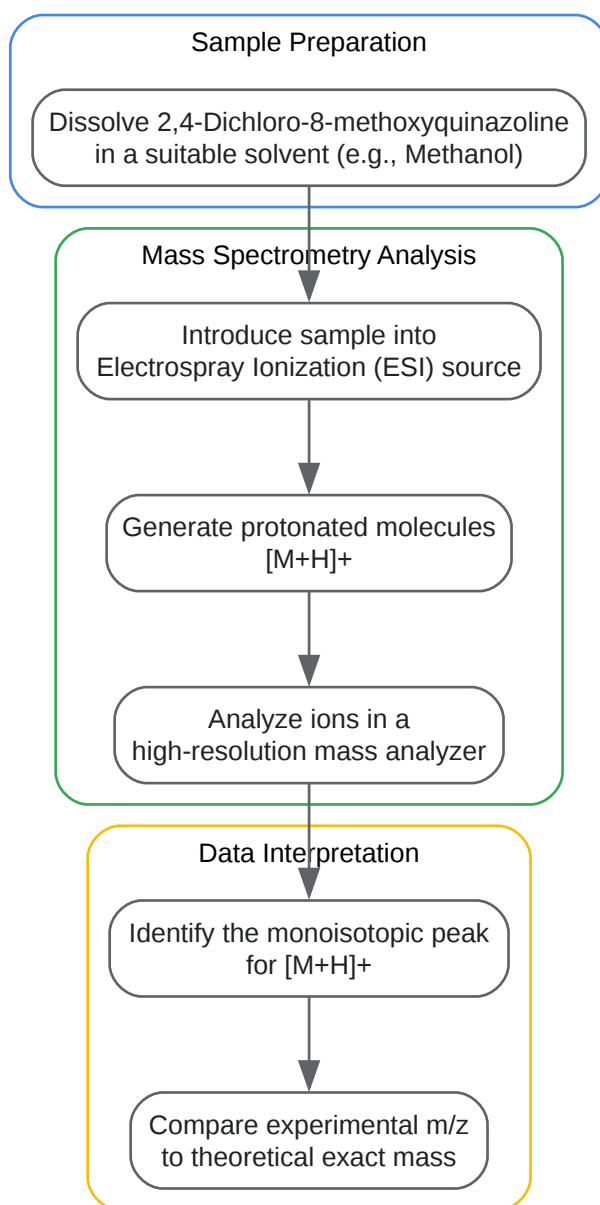 Sample Preparation
Dissolve 2,4-Dichloro-8-methoxyquinazoline
in a suitable solvent (e.g., Methanol)
Mass Spectrometry Analysis
Introduce sample into
Electrospray Ionization (ESI) source
Generate protonated molecules
[M+H]+
Analyze ions in a
high-resolution mass analyzer
Data Interpretation
Identify the monoisotopic peak
for [M+H]+
Compare experimental m/z
to theoretical exact mass